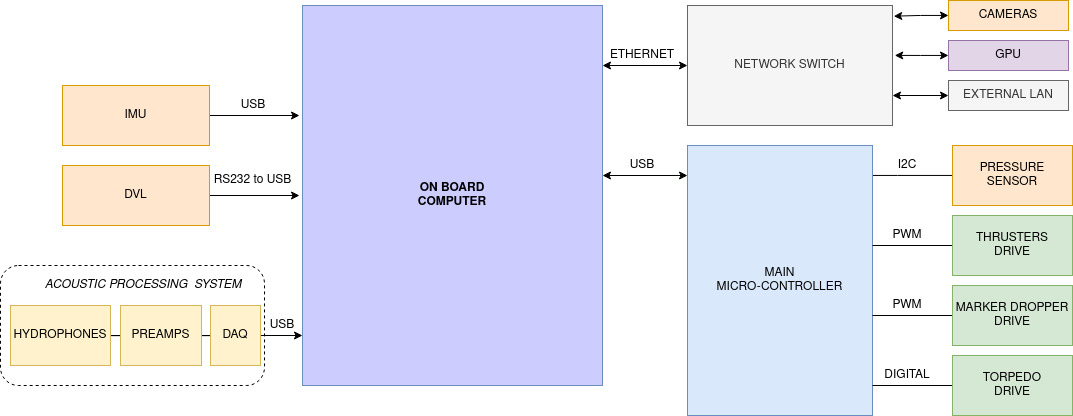 CAMERAS
ETHERNET
NETWORK SWITCH
GPU
EXTERNAL LAN
USB
IMU
RS232 to USB
DVL
ON BOARD
COMPUTER
USB
I2C
PRESSURE
SENSOR
PWM
THRUSTERS
DRIVE
MAIN
MICRO-CONTROLLER
PWM
MARKER DROPPER
DRIVE
DIGITAL
TORPEDO
DRIVE
ACOUSTIC PROCESSING SYSTEM
HYDROPHONES
PREAMPS
DAQ
USB